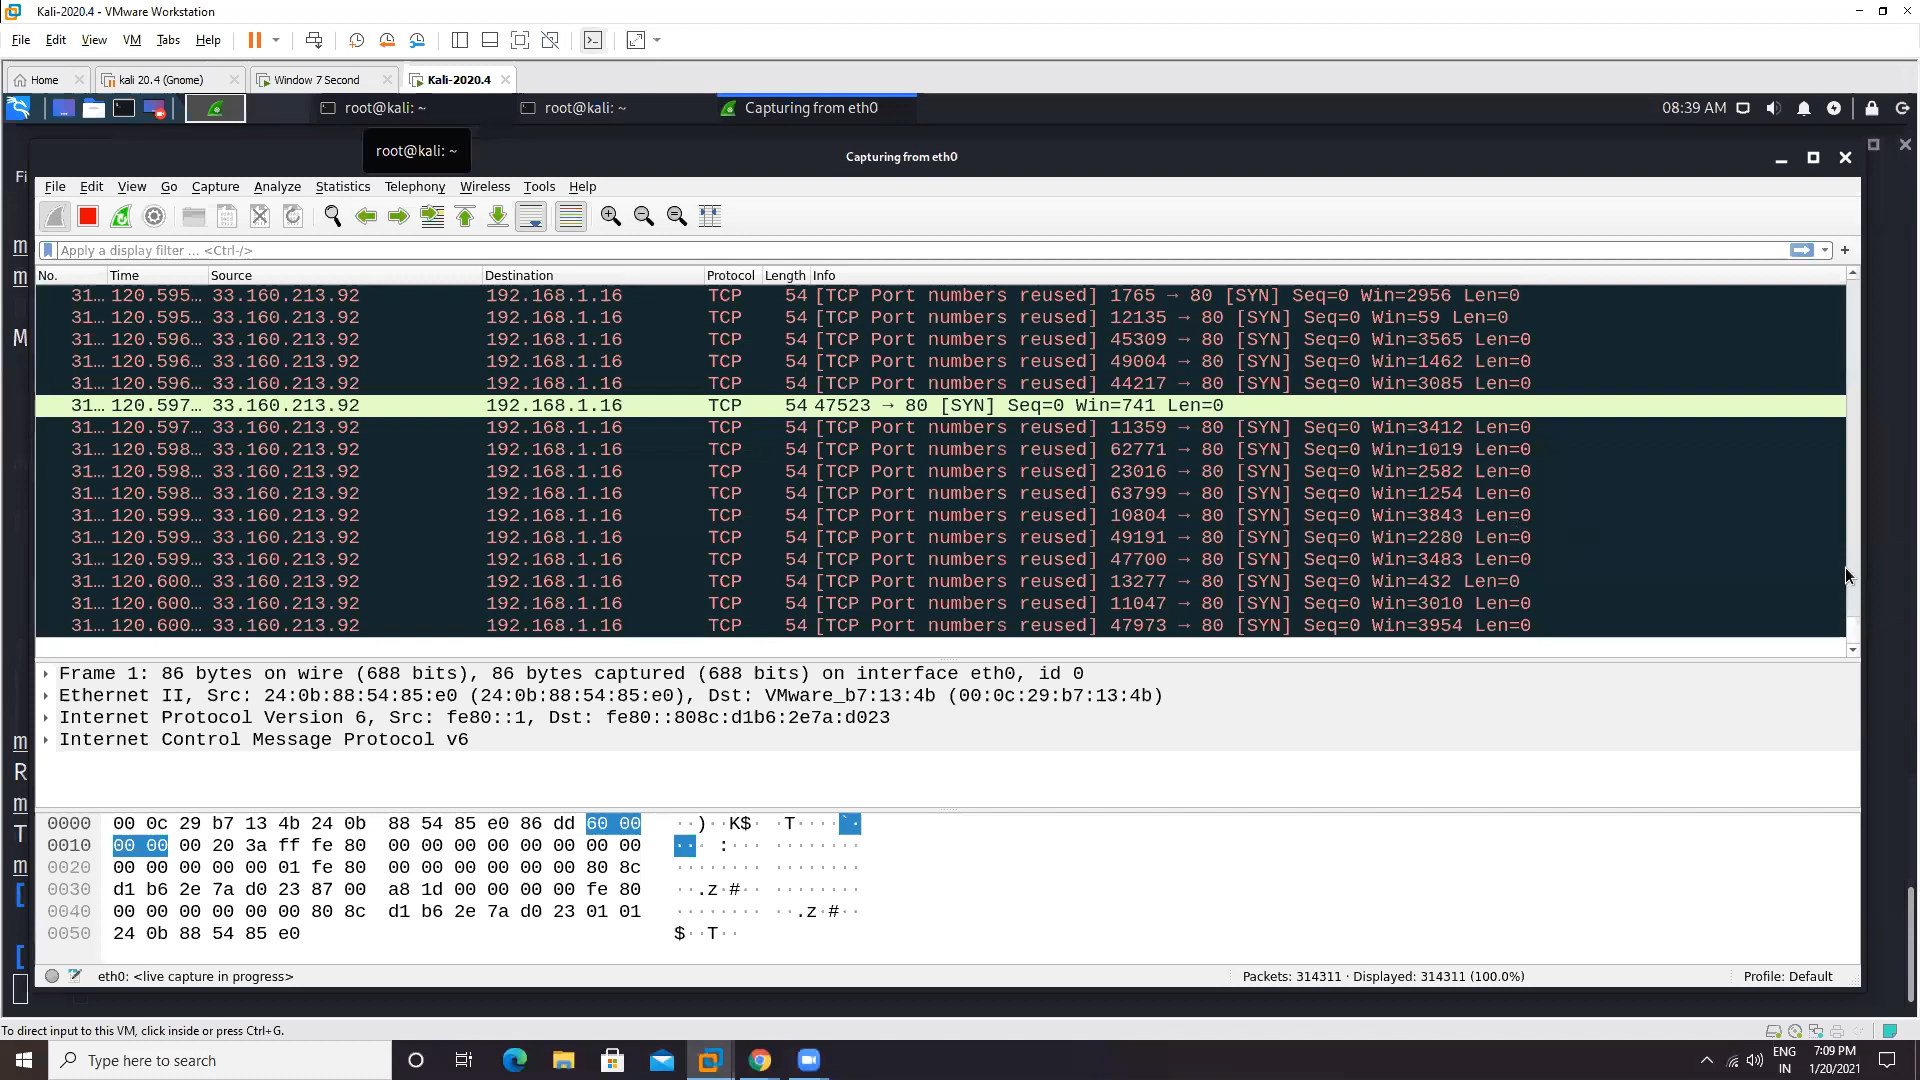 Kali-2020.4 - VMware Workstation
File Edit View VM Tabs Help
Home kali 20.4 (Gnome) Window 7 Second Kali-2020.4
root@kali: ~ root@kali: ~ Capturing from eth0 08:39 AM
root@kali: ~
Capturing from eth0
Fi
File Edit View Go Capture Analyze Statistics Telephony Wireless Tools Help
Apply a display filter ... <Ctrl-/>
No. Time Source Destination Protocol Length Info
31… 120.595… 33.160.213.92 192.168.1.16 TCP 54 [TCP Port numbers reused] 1765 → 80 [SYN] Seq=0 Win=2956 Len=0
31… 120.595… 33.160.213.92 192.168.1.16 TCP 54 [TCP Port numbers reused] 12135 → 80 [SYN] Seq=0 Win=59 Len=0
31… 120.596… 33.160.213.92 192.168.1.16 TCP 54 [TCP Port numbers reused] 45309 → 80 [SYN] Seq=0 Win=3565 Len=0
31… 120.596… 33.160.213.92 192.168.1.16 TCP 54 [TCP Port numbers reused] 49004 → 80 [SYN] Seq=0 Win=1462 Len=0
31… 120.596… 33.160.213.92 192.168.1.16 TCP 54 [TCP Port numbers reused] 44217 → 80 [SYN] Seq=0 Win=3085 Len=0
31… 120.597… 33.160.213.92 192.168.1.16 TCP 54 47523 → 80 [SYN] Seq=0 Win=741 Len=0
31… 120.597… 33.160.213.92 192.168.1.16 TCP 54 [TCP Port numbers reused] 11359 → 80 [SYN] Seq=0 Win=3412 Len=0
31… 120.598… 33.160.213.92 192.168.1.16 TCP 54 [TCP Port numbers reused] 62771 → 80 [SYN] Seq=0 Win=1019 Len=0
31… 120.598… 33.160.213.92 192.168.1.16 TCP 54 [TCP Port numbers reused] 23016 → 80 [SYN] Seq=0 Win=2582 Len=0
31… 120.598… 33.160.213.92 192.168.1.16 TCP 54 [TCP Port numbers reused] 63799 → 80 [SYN] Seq=0 Win=1254 Len=0
31… 120.599… 33.160.213.92 192.168.1.16 TCP 54 [TCP Port numbers reused] 10804 → 80 [SYN] Seq=0 Win=3843 Len=0
31… 120.599… 33.160.213.92 192.168.1.16 TCP 54 [TCP Port numbers reused] 49191 → 80 [SYN] Seq=0 Win=2280 Len=0
31… 120.599… 33.160.213.92 192.168.1.16 TCP 54 [TCP Port numbers reused] 47700 → 80 [SYN] Seq=0 Win=3483 Len=0
31… 120.600… 33.160.213.92 192.168.1.16 TCP 54 [TCP Port numbers reused] 13277 → 80 [SYN] Seq=0 Win=432 Len=0
31… 120.600… 33.160.213.92 192.168.1.16 TCP 54 [TCP Port numbers reused] 11047 → 80 [SYN] Seq=0 Win=3010 Len=0
31… 120.600… 33.160.213.92 192.168.1.16 TCP 54 [TCP Port numbers reused] 47973 → 80 [SYN] Seq=0 Win=3954 Len=0
Frame 1: 86 bytes on wire (688 bits), 86 bytes captured (688 bits) on interface eth0, id 0
Ethernet II, Src: 24:0b:88:54:85:e0 (24:0b:88:54:85:e0), Dst: VMware_b7:13:4b (00:0c:29:b7:13:4b)
Internet Protocol Version 6, Src: fe80::1, Dst: fe80::808c:d1b6:2e7a:d023
Internet Control Message Protocol v6
0000 00 0c 29 b7 13 4b 24 0b 88 54 85 e0 86 dd 60 00 ··)··K$· ·T····`·
0010 00 00 00 20 3a ff fe 80 00 00 00 00 00 00 00 00 ··· :··· ········
0020 00 00 00 00 00 01 fe 80 00 00 00 00 00 00 80 8c ········ ········
0030 d1 b6 2e 7a d0 23 87 00 a8 1d 00 00 00 00 fe 80 ··.z·#·· ········
0040 00 00 00 00 00 00 80 8c d1 b6 2e 7a d0 23 01 01 ········ ··.z·#··
0050 24 0b 88 54 85 e0 $··T··
eth0: <live capture in progress> Packets: 314311 · Displayed: 314311 (100.0%) Profile: Default
m
m
M
m
R
m
T
m
[
[
To direct input to this VM, click inside or press Ctrl+G.
Type here to search
ENG
IN
7:09 PM
1/20/2021